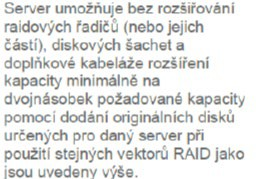 Server umožňuje bez rozšiřování
raidových řadičů (nebo jejich
částí), diskových šachet a
doplňkové kabeláže rozšíření
kapacity minimálně na
dvojnásobek požadované kapacity
pomocí dodání originálních disků
určených pro daný server při
použití stejných vektorů RAID jako
jsou uvedeny výše.